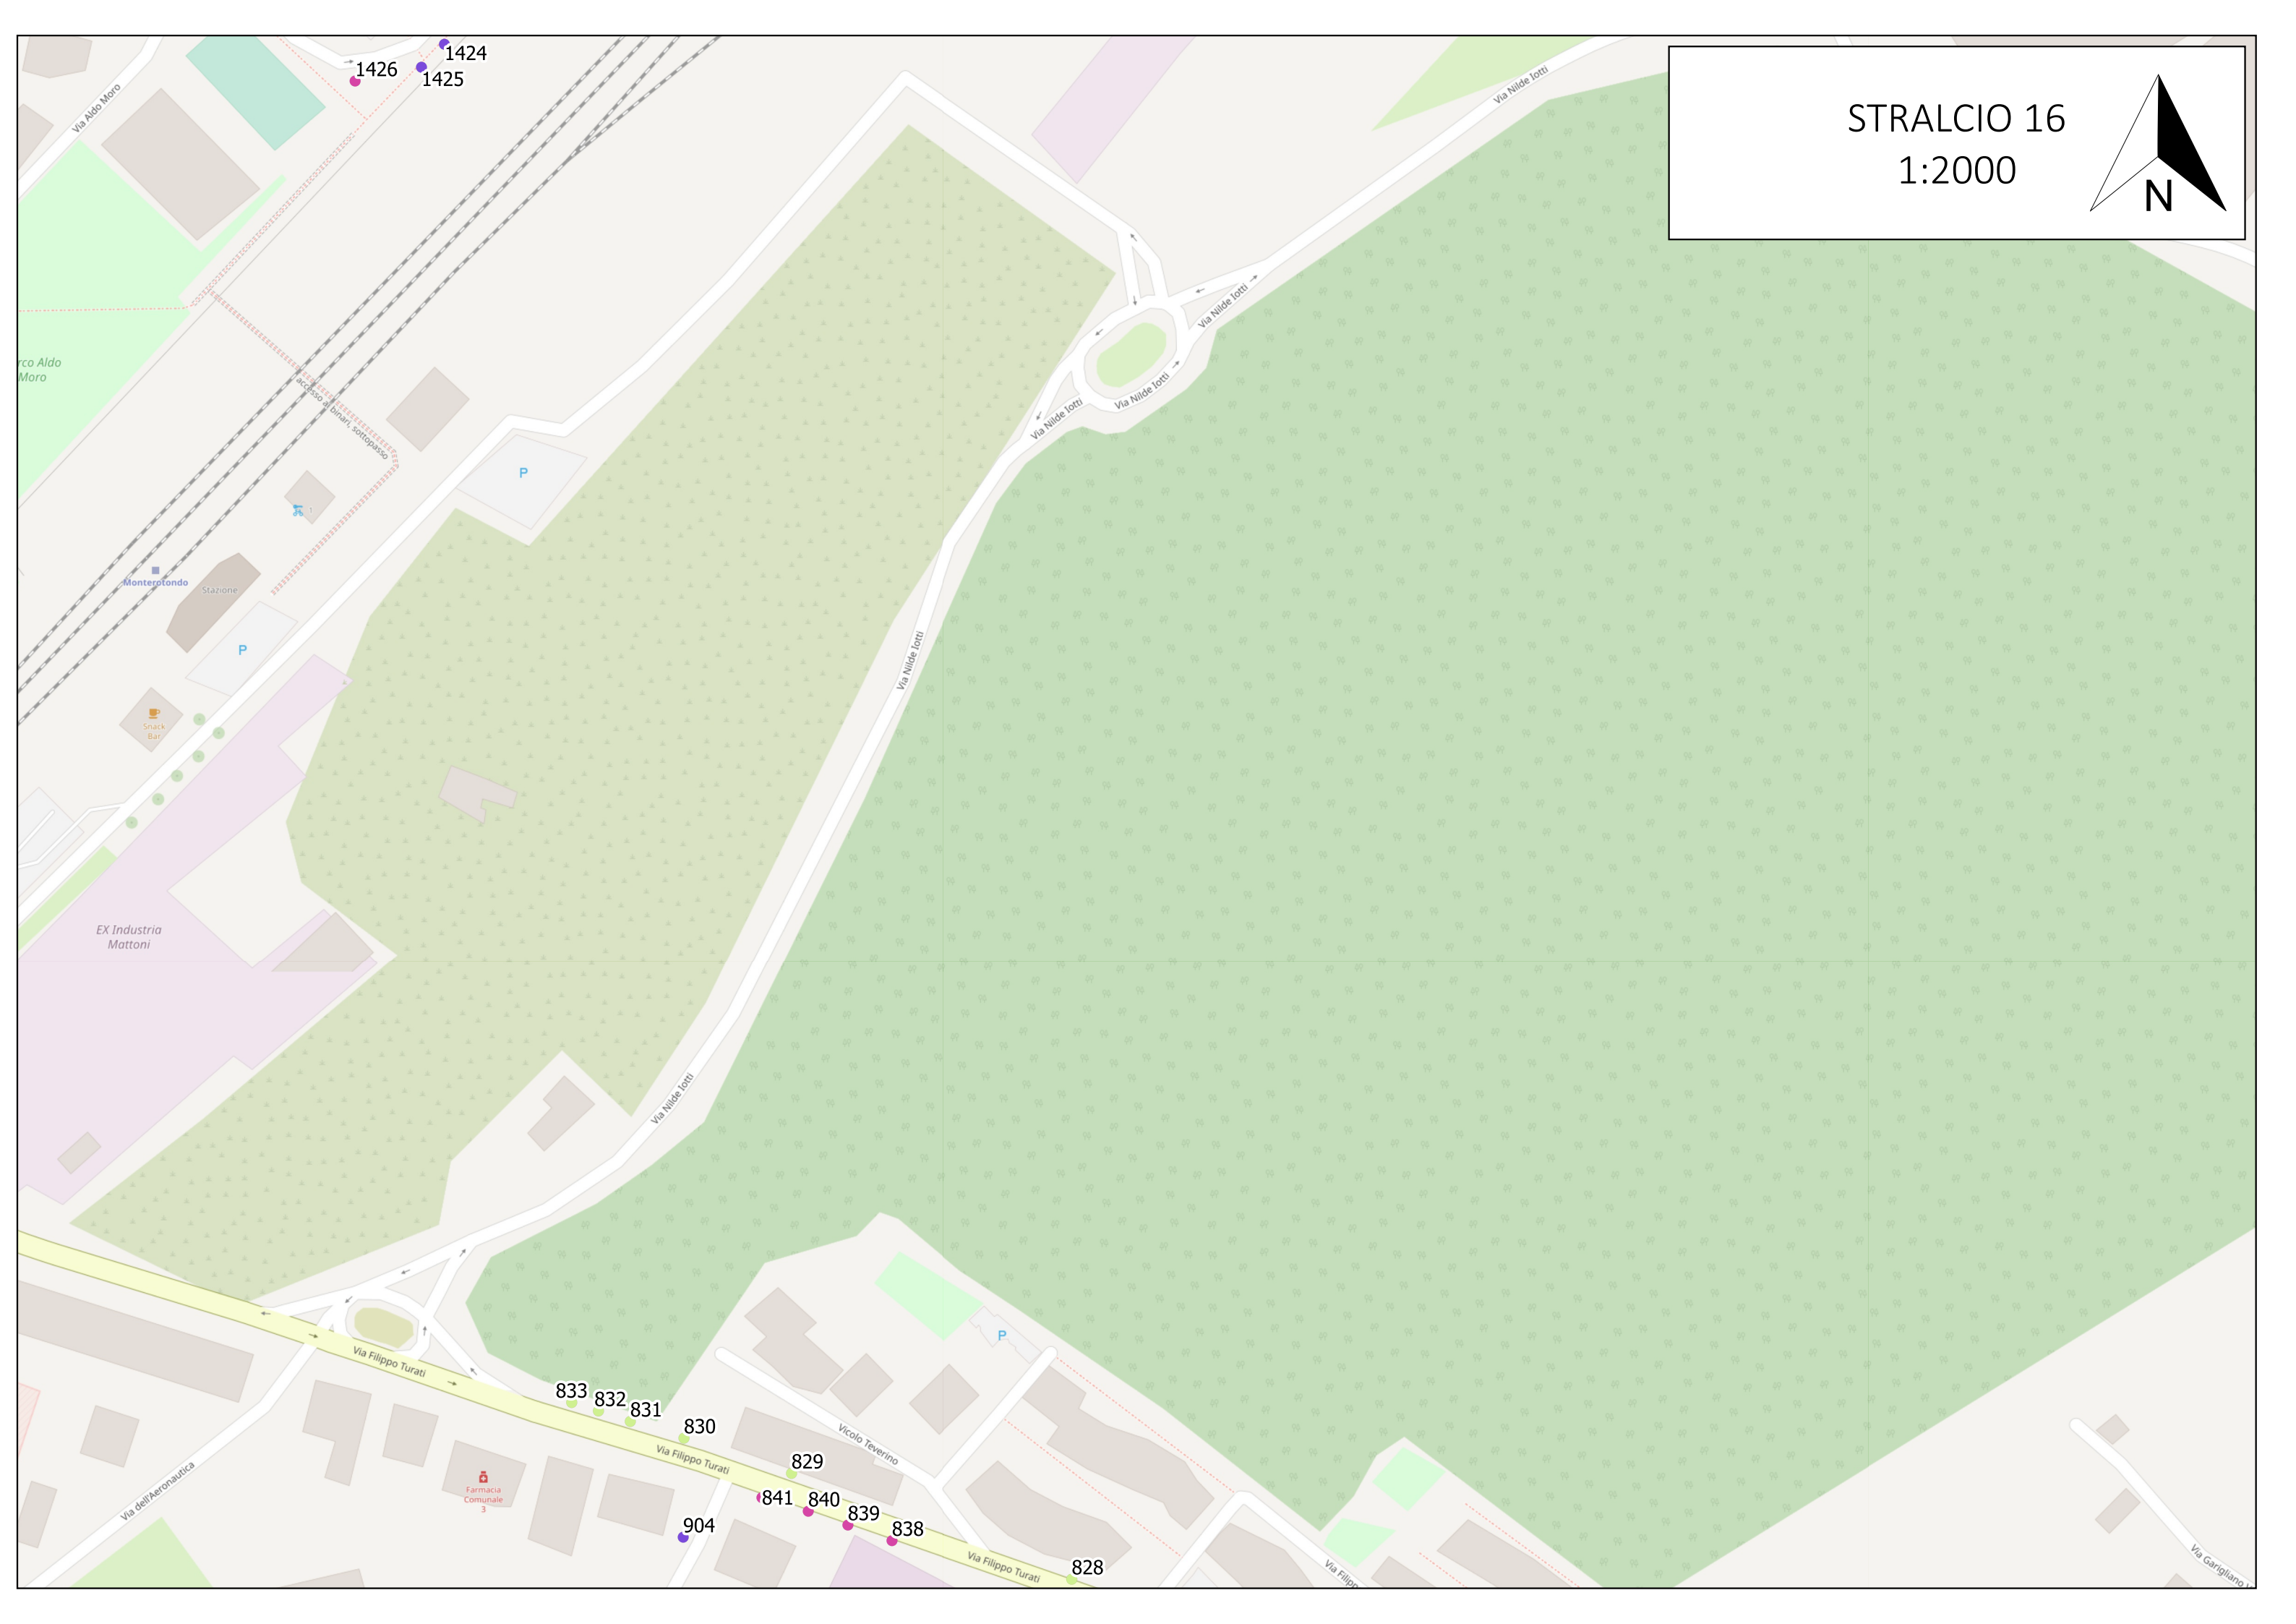 1424
1426
1425
Via Aldo Moro
Via Nilde Iotti
STRALCIO 16
1:2000
N
Via Nilde Iotti
rco Aldo
Moro
accesso ai binari, sottopasso
Via Nilde Iotti
Via Nilde Iotti
P
1
Monterotondo
Stazione
P
Via Nilde Iotti
Snack
Bar
EX Industria
Mattoni
Via Nilde Iotti
P
Via Filippo Turati
833
832
831
830
Vicolo Teverino
Via Filippo Turati
829
Farmacia
Comunale
3
841
840
839
838
904
Via dell'Aeronautica
Via Filippo Turati
828
Via Filipp
Via Garigliano